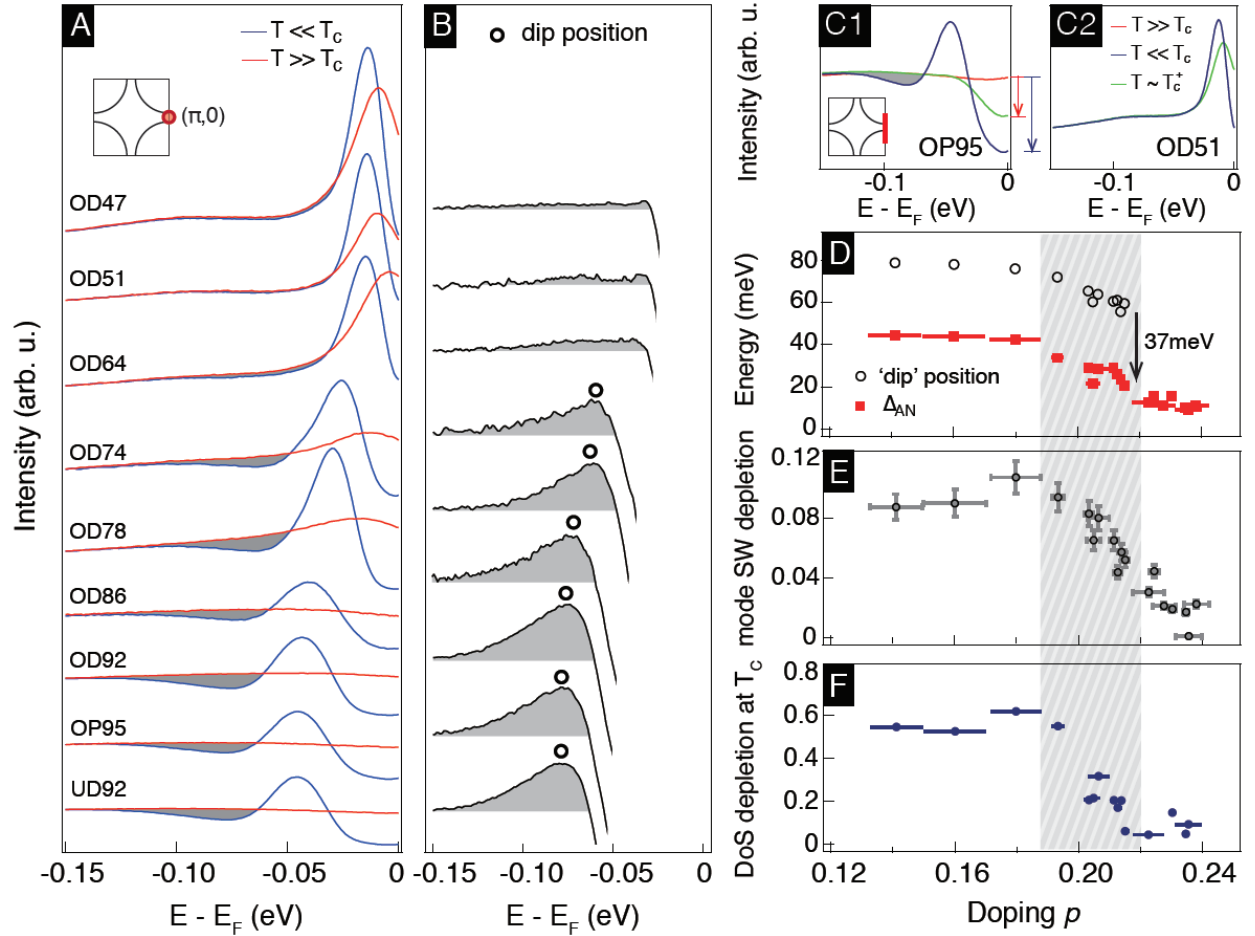 A
T << Tc
T >> Tc
(π,0)
OD47
OD51
OD64
OD74
OD78
OD86
OD92
OP95
UD92
Intensity (arb. u.)
-0.15
-0.10
-0.05
0
E - EF (eV)
B
dip position
-0.15
-0.10
-0.05
0
E - EF (eV)
C1
Intensity (arb. u.)
OP95
-0.1
0
E - EF (eV)
C2
T >> Tc
T << Tc
T ~ Tc+
OD51
-0.1
0
E - EF (eV)
D
Energy (meV)
80
60
40
20
0
37meV
'dip' position
ΔAN
E
mode SW depletion
0.12
0.08
0.04
0
F
DoS depletion at Tc
0.8
0.6
0.4
0.2
0
0.12
0.16
0.20
0.24
Doping p